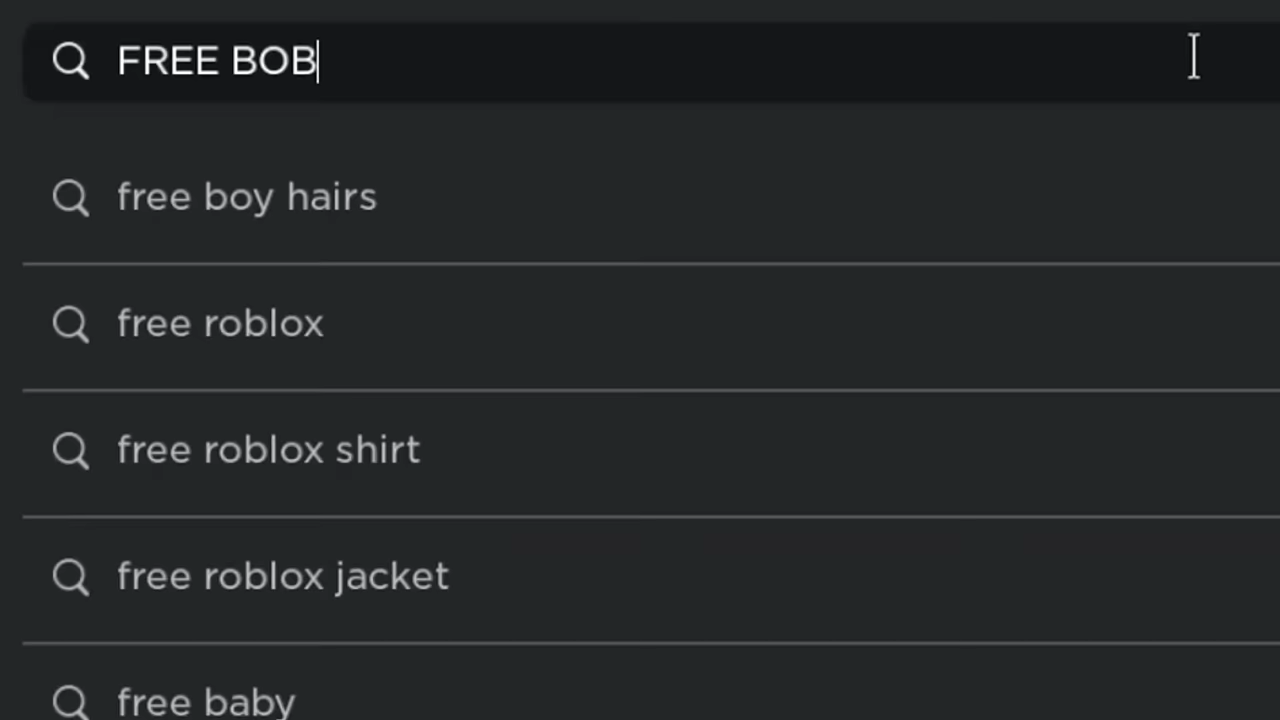 FREE BOB
free boy hairs
free roblox
free roblox shirt
free roblox jacket
free baby